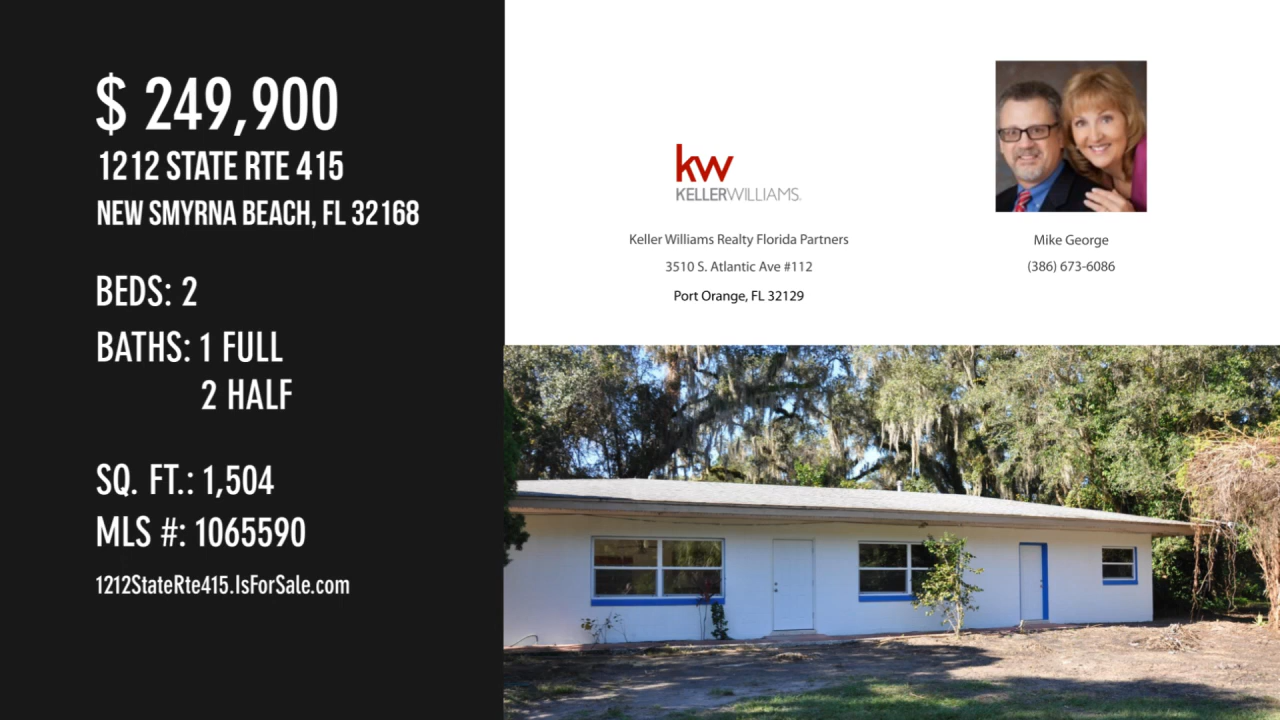 $ 249,900
1212 STATE RTE 415
NEW SMYRNA BEACH, FL 32168
BEDS: 2
BATHS: 1 FULL
2 HALF
SQ. FT.: 1,504
MLS #: 1065590
1212StateRte415.IsForSale.com
kw
KELLERWILLIAMS.
Keller Williams Realty Florida Partners
3510 S. Atlantic Ave #112
Port Orange, FL 32129
Mike George
(386) 673-6086